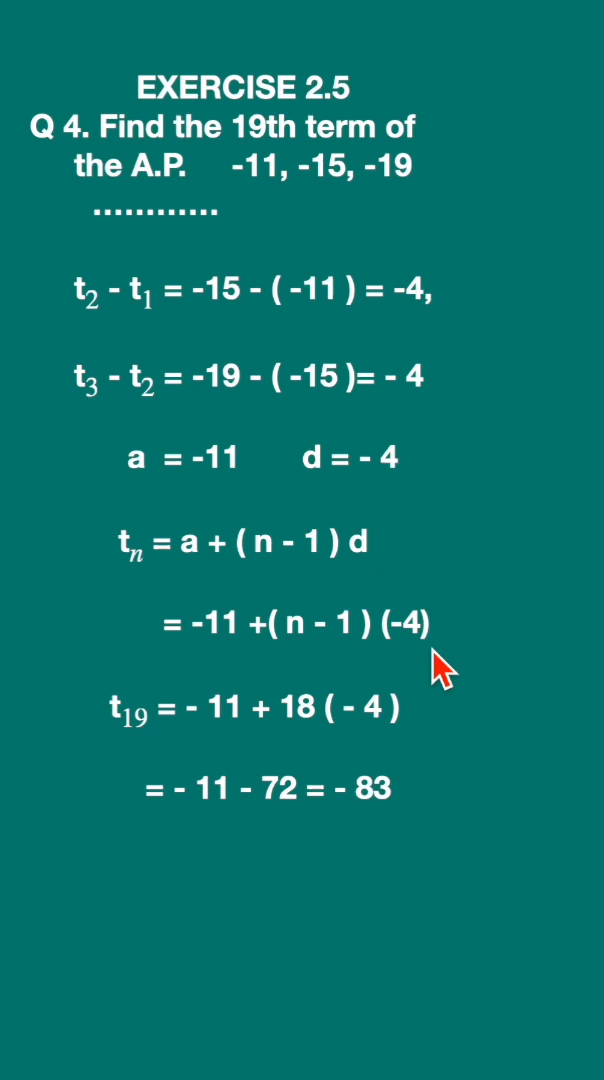 EXERCISE 2.5
Q 4. Find the 19th term of
the A.P. -11, -15, -19
............
t₂ - t₁ = -15 - ( -11 ) = -4,
t₃ - t₂ = -19 - ( -15 )= - 4
a = -11 d = - 4
tₙ = a + ( n - 1 ) d
= -11 +( n - 1 ) (-4)
t₁₉ = - 11 + 18 ( - 4 )
= - 11 - 72 = - 83